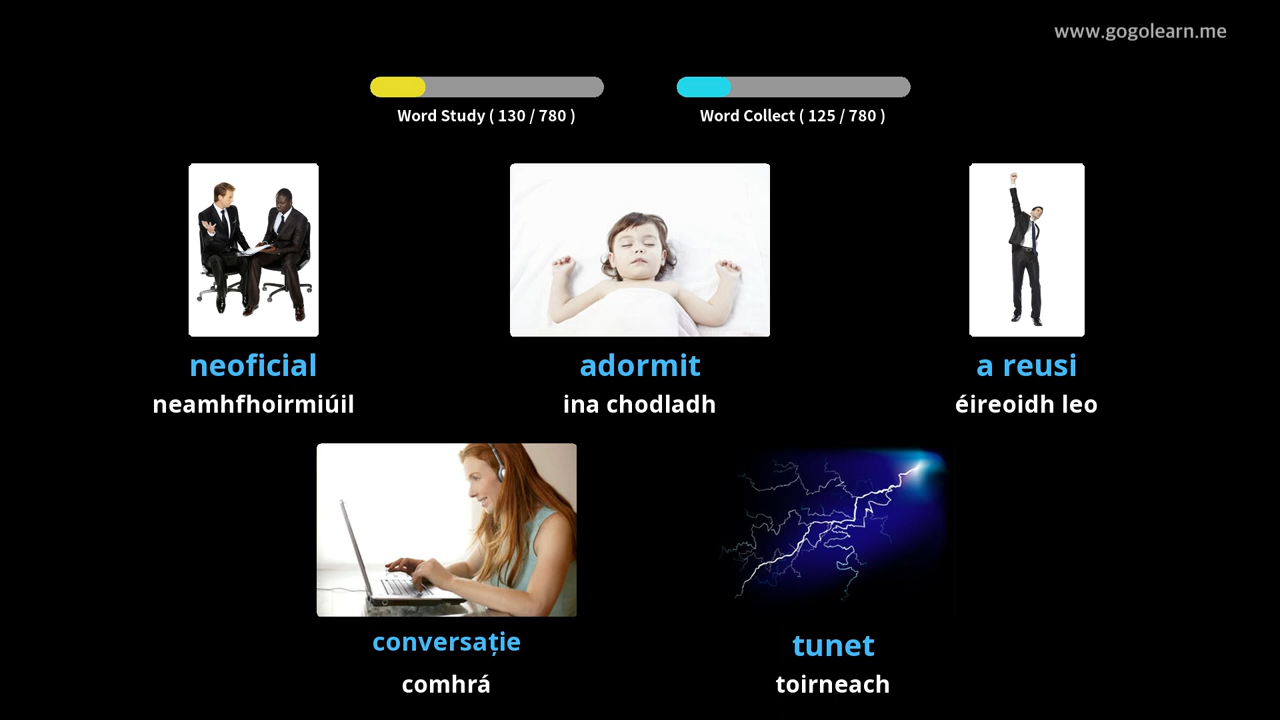 www.gogolearn.me
Word Study ( 130 / 780 )
Word Collect ( 125 / 780 )
neoficial
neamhfhoirmiúil
adormit
ina chodladh
a reusi
éireoidh leo
conversație
comhrá
tunet
toirneach